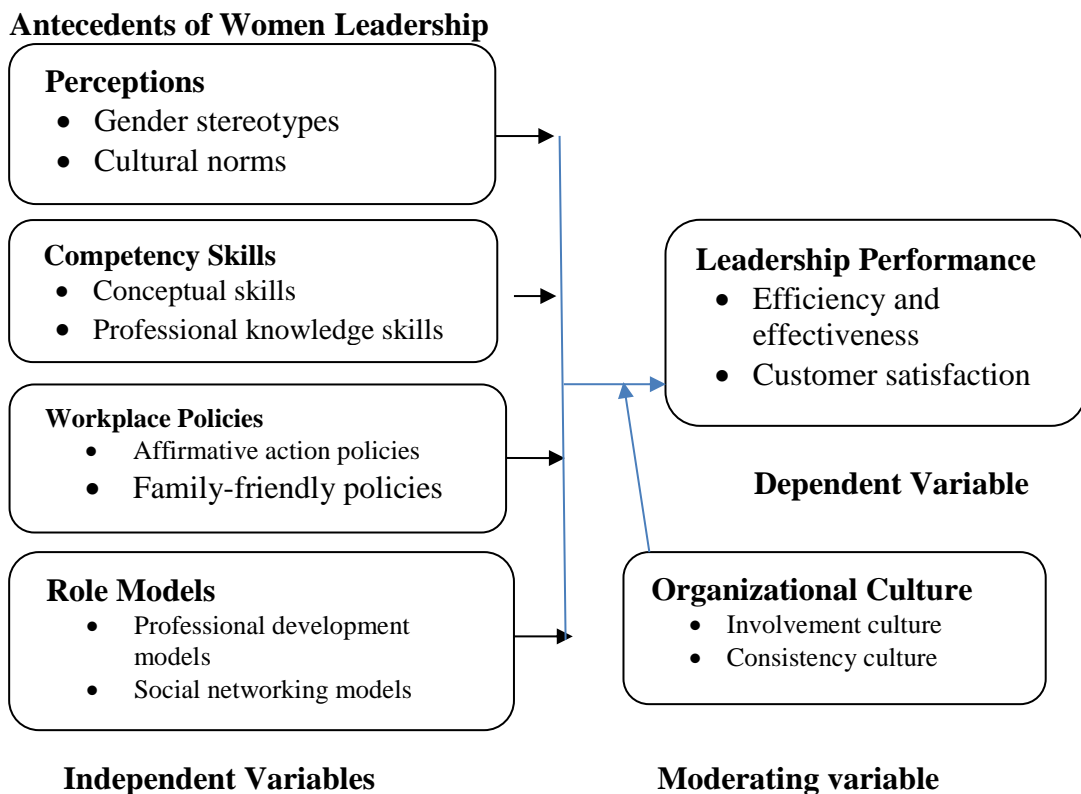 Antecedents of Women Leadership
Perceptions
• Gender stereotypes
• Cultural norms
Competency Skills
• Conceptual skills
• Professional knowledge skills
Workplace Policies
• Affirmative action policies
• Family-friendly policies
Role Models
• Professional development
models
• Social networking models
Independent Variables
Leadership Performance
• Efficiency and
effectiveness
• Customer satisfaction
Dependent Variable
Organizational Culture
• Involvement culture
• Consistency culture
Moderating variable